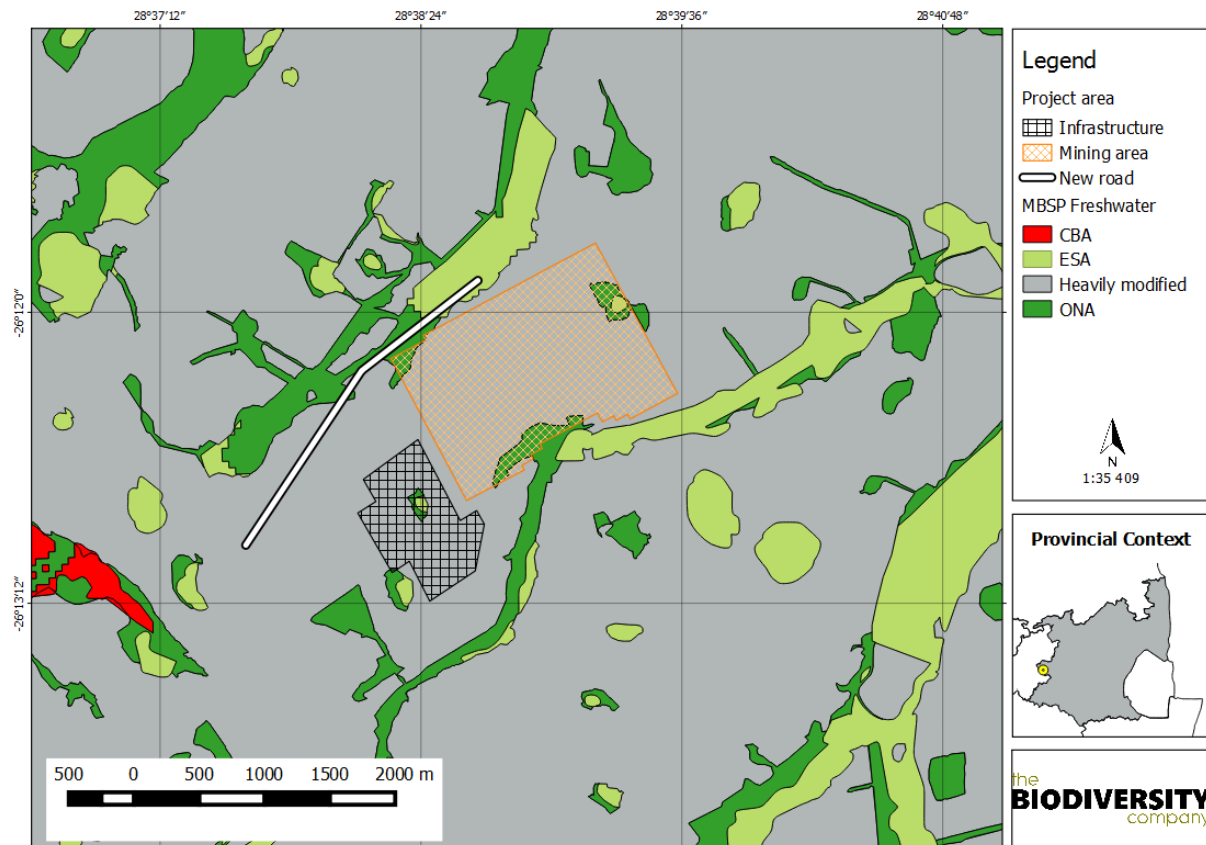 28°37'12" 28°38'24" 28°39'36" 28°40'48"
-26°12'0"
-26°13'12"
500 0 500 1000 1500 2000 m
Legend
Project area
Infrastructure
Mining area
New road
MBSP Freshwater
CBA
ESA
Heavily modified
ONA
N
1:35 409
Provincial Context
the
BIODIVERSITY
company